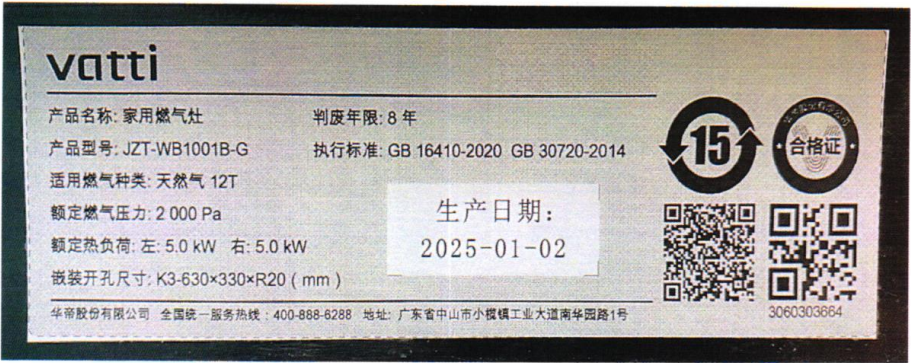 vatti
产品名称: 家用燃气灶
判废年限: 8 年
产品型号: JZT-WB1001B-G
执行标准: GB 16410-2020 GB 30720-2014
适用燃气种类: 天然气 12T
额定燃气压力: 2 000 Pa
额定热负荷: 左: 5.0 kW 右: 5.0 kW
嵌装开孔尺寸: K3-630×330×R20 ( mm )
生产日期:
2025-01-02
15
合格证
3060303664
华帝股份有限公司 全国统一服务热线: 400-888-6288 地址: 广东省中山市小榄镇工业大道南华园路1号